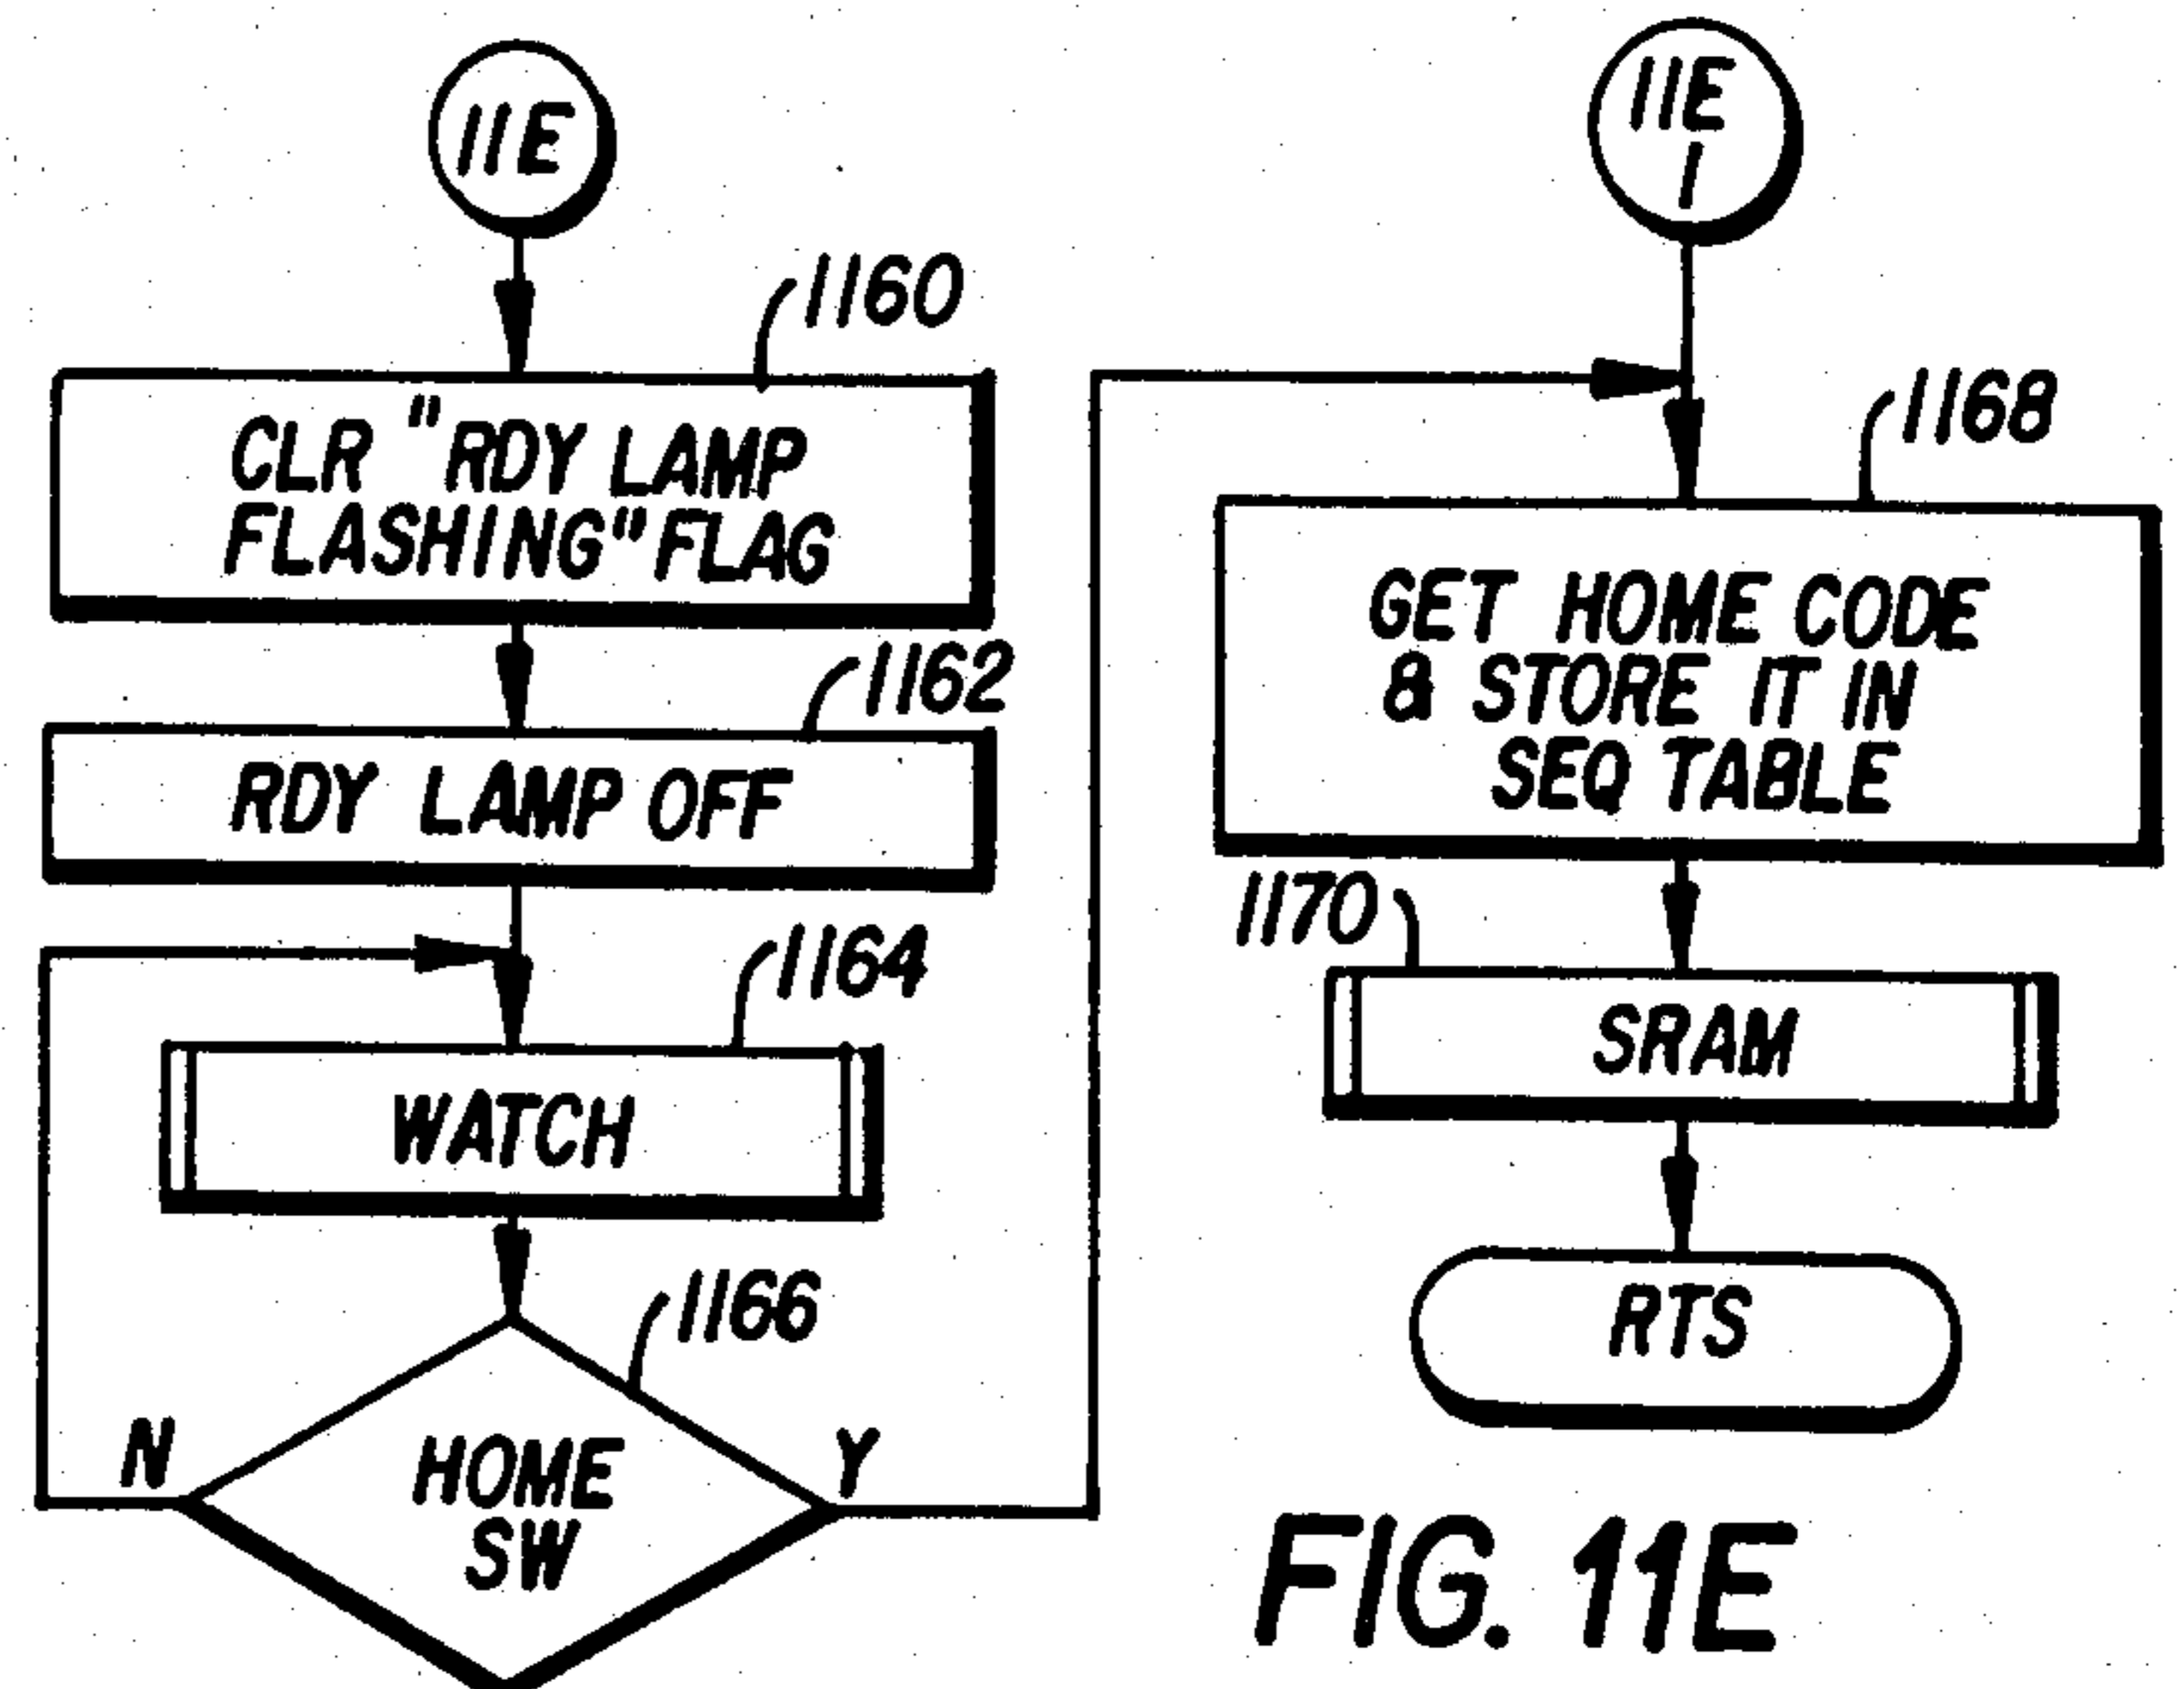 11E
1160
CLR "RDY LAMP
FLASHING" FLAG
1162
RDY LAMP OFF
1164
WATCH
1166
N
HOME
SW
Y
11E
1
1168
GET HOME CODE
& STORE IT IN
SEQ TABLE
1170
SRAM
RTS
FIG. 11E